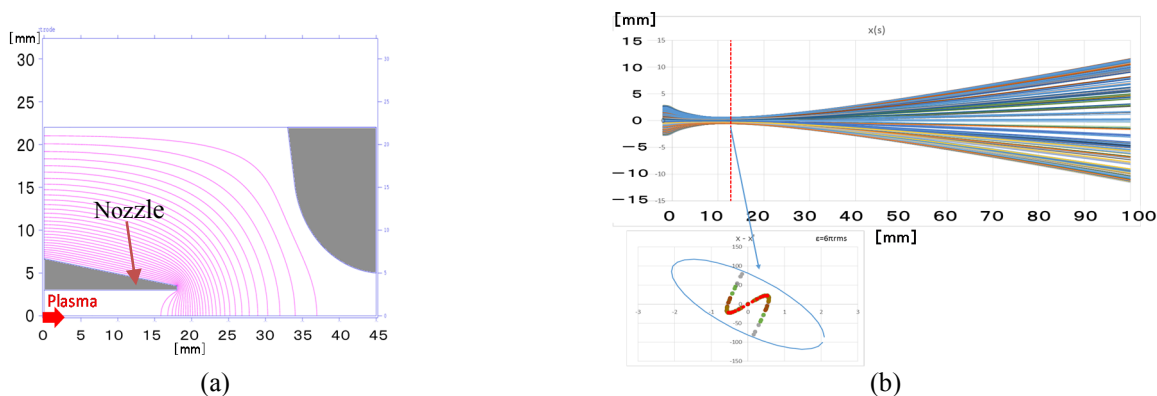 [mm]
code
30
25
20
15
10
5
0
Nozzle
Plasma
0 5 10 15 20 25 30 35 40 45
[mm]
(a)
[mm]
x(s)
15
10
5
0
−5
−10
−15
0 10 20 30 40 50 60 70 80 90 100
[mm]
x - x'
ε=6πrms
150
100
50
0
-50
-100
-150
-3 -2 -1 0 1 2 3
(b)